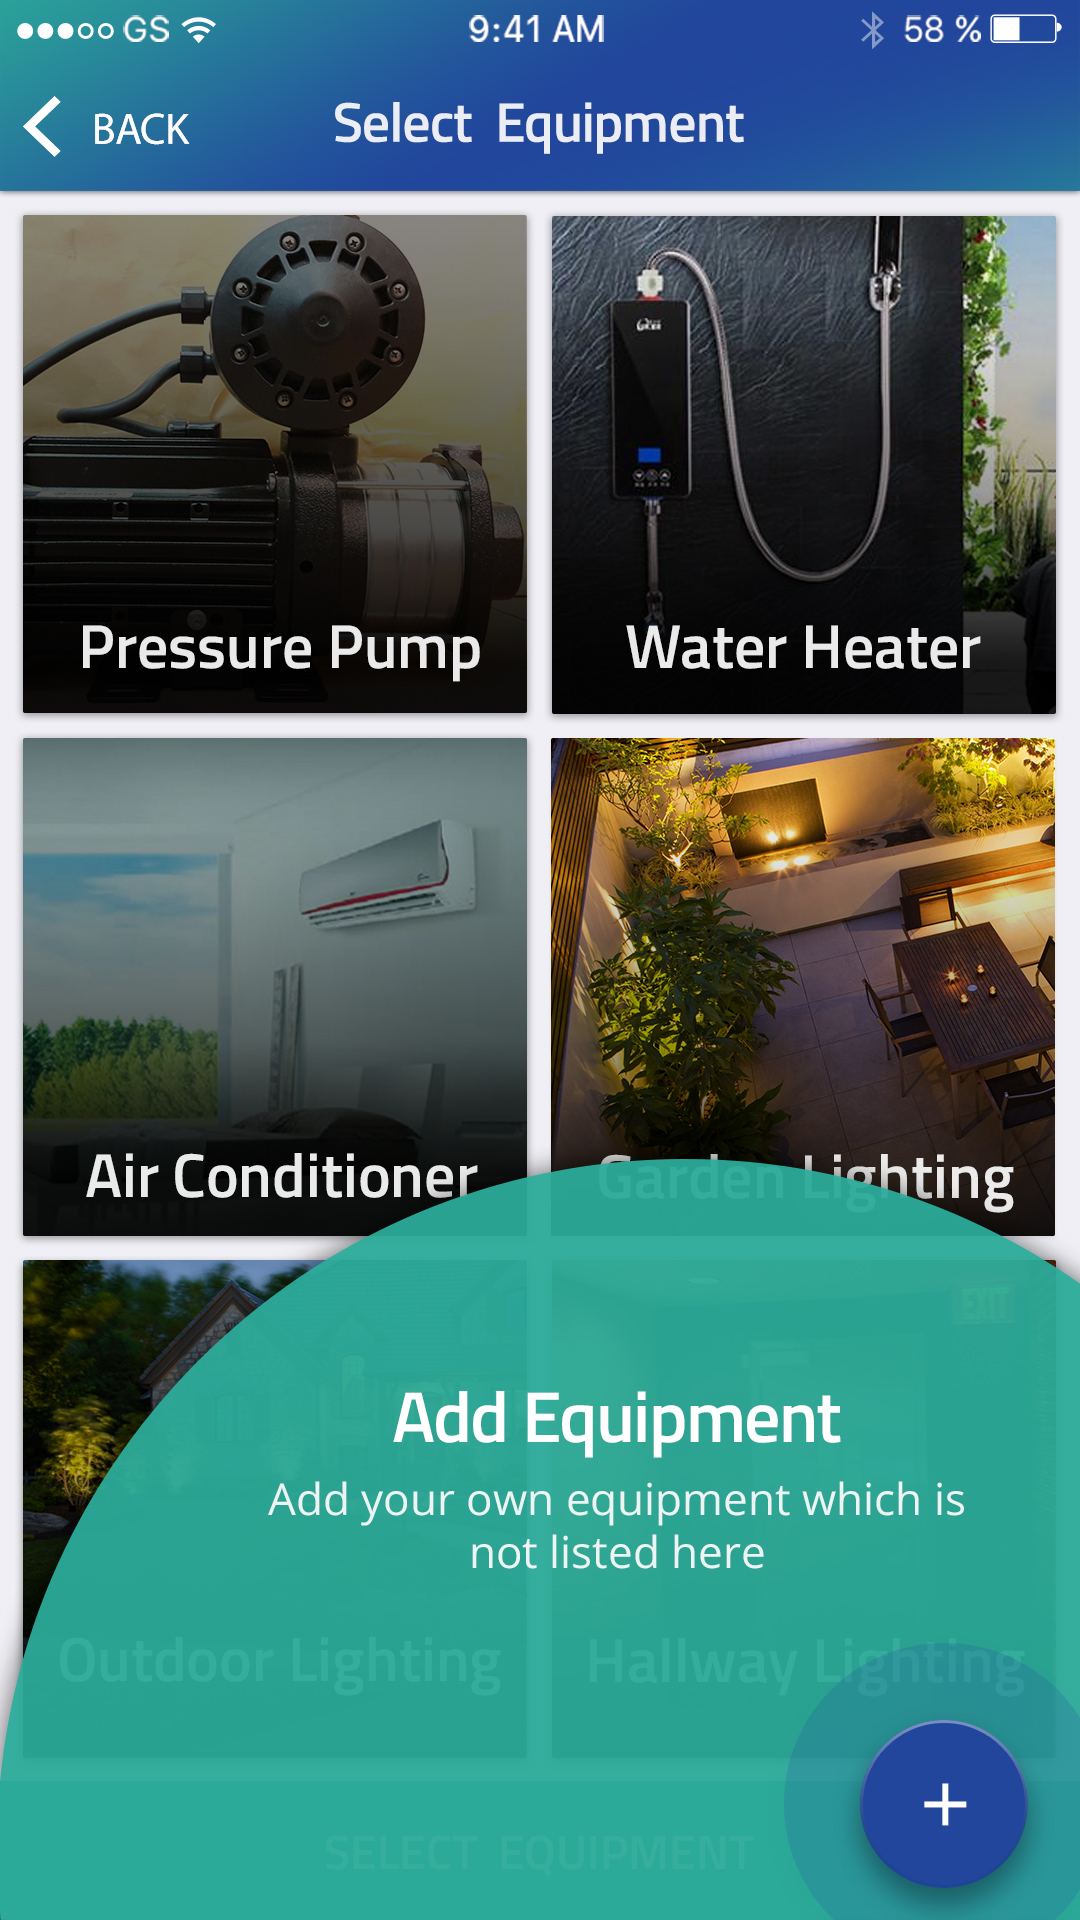 GS 9:41 AM 58 %
BACK Select Equipment
Pressure Pump Water Heater
Air Conditioner Garden Lighting
EXIT
Add Equipment
Add your own equipment which is
not listed here
Outdoor Lighting Hallway Lighting
+
SELECT EQUIPMENT